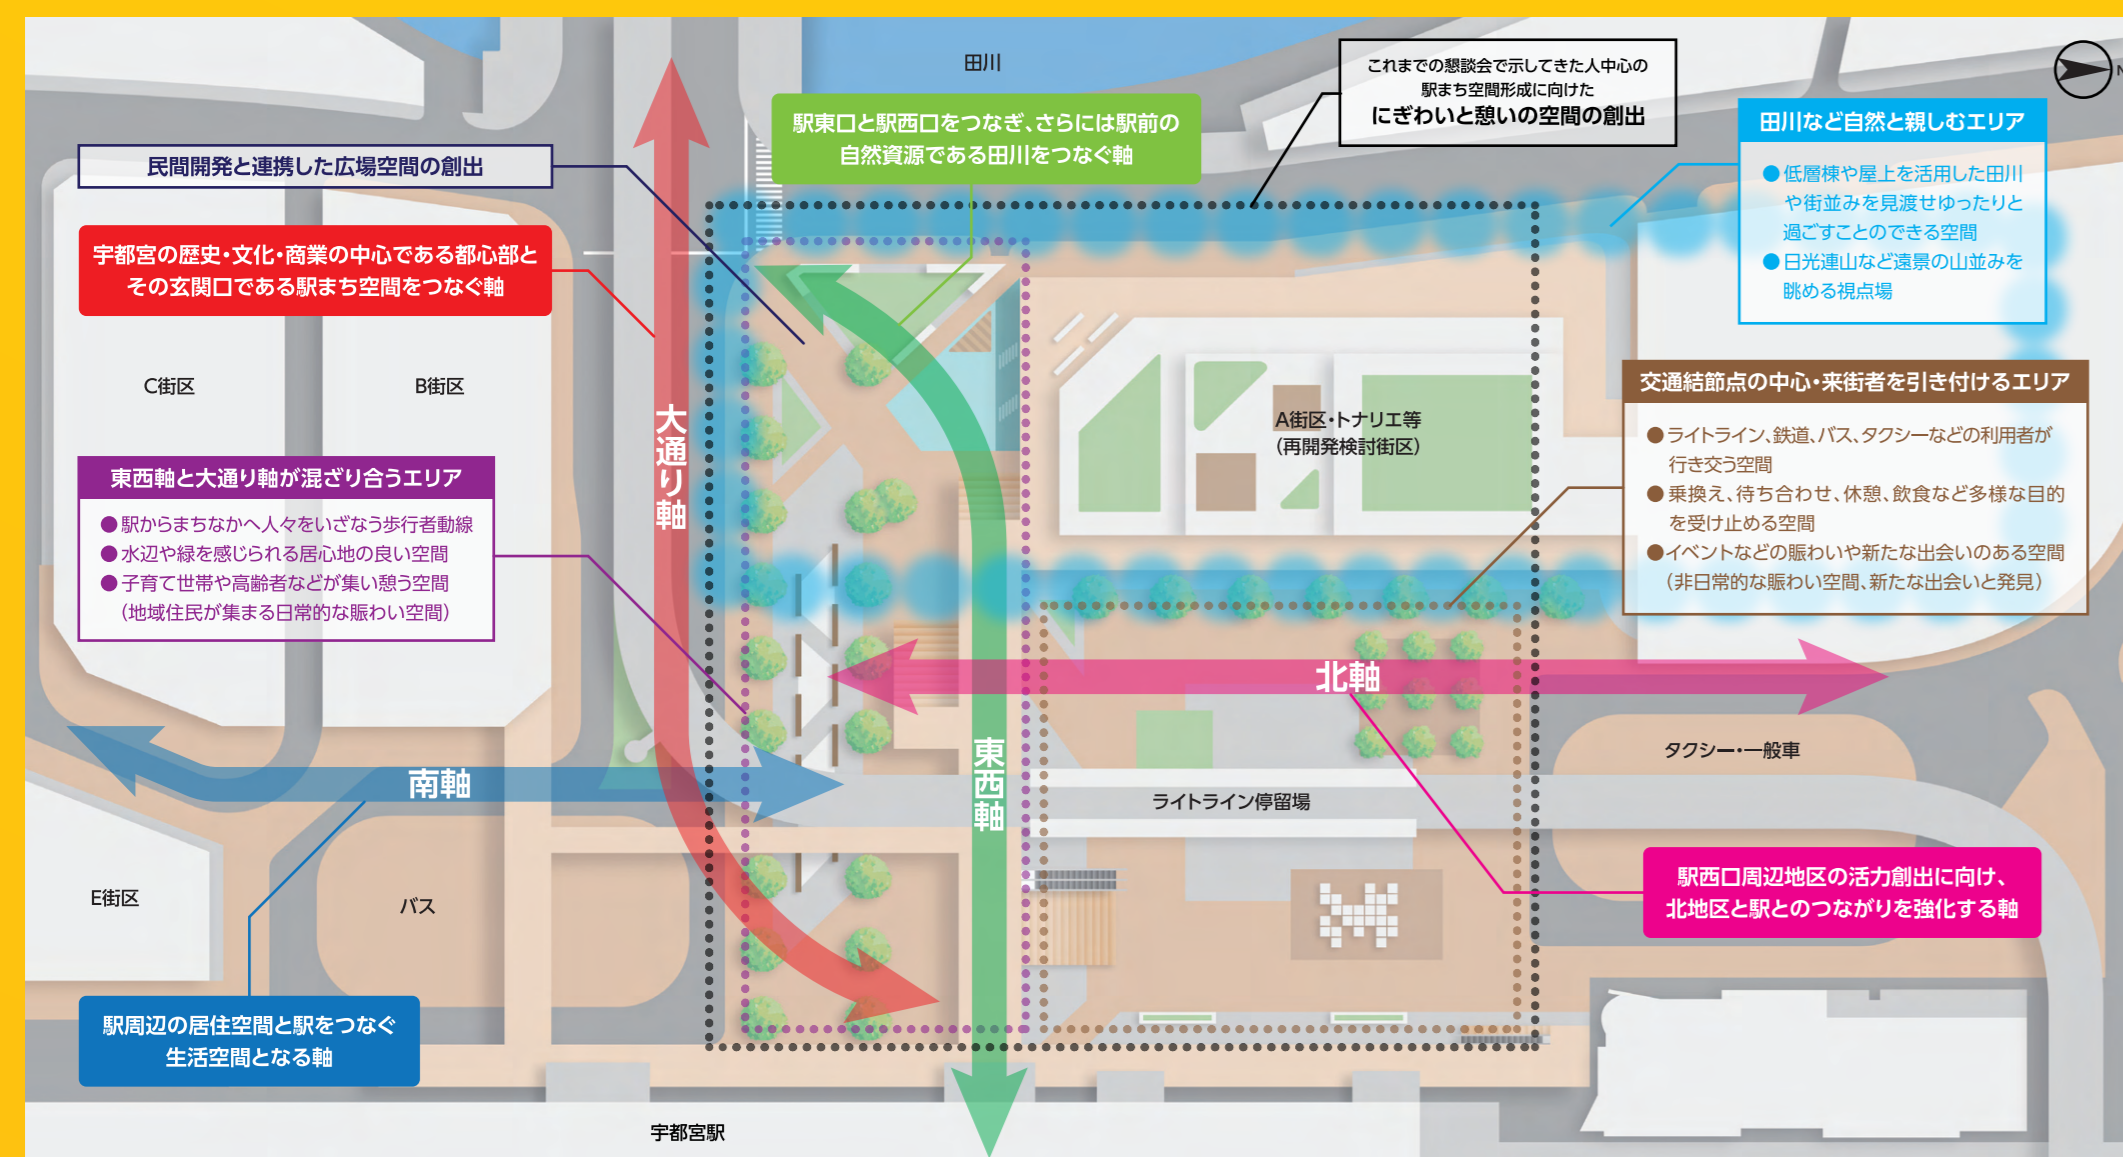 田川
N
これまでの懇談会で示してきた人中心の
駅まち空間形成に向けた
にぎわいと憩いの空間の創出
駅東口と駅西口をつなぎ、さらには駅前の
自然資源である田川をつなぐ軸
民間開発と連携した広場空間の創出
田川など自然と親しむエリア
●低層棟や屋上を活用した田川
や街並みを見渡せゆったりと
過ごすことのできる空間
●日光連山など遠景の山並みを
眺める視点場
宇都宮の歴史・文化・商業の中心である都心部と
その玄関口である駅まち空間をつなぐ軸
C街区
B街区
大通り軸
A街区・トナリエ等
（再開発検討街区）
交通結節点の中心・来街者を引き付けるエリア
●ライトライン、鉄道、バス、タクシーなどの利用者が
行き交う空間
●乗換え、待ち合わせ、休憩、飲食など多様な目的
を受け止める空間
●イベントなどの賑わいや新たな出会いのある空間
（非日常的な賑わい空間、新たな出会いと発見）
東西軸と大通り軸が混ざり合うエリア
●駅からまちなかへ人々をいざなう歩行者動線
●水辺や緑を感じられる居心地の良い空間
●子育て世帯や高齢者などが集い憩う空間
（地域住民が集まる日常的な賑わい空間）
北軸
南軸
東西軸
タクシー・一般車
ライトライン停留場
E街区
バス
駅西口周辺地区の活力創出に向け、
北地区と駅とのつながりを強化する軸
駅周辺の居住空間と駅をつなぐ
生活空間となる軸
宇都宮駅